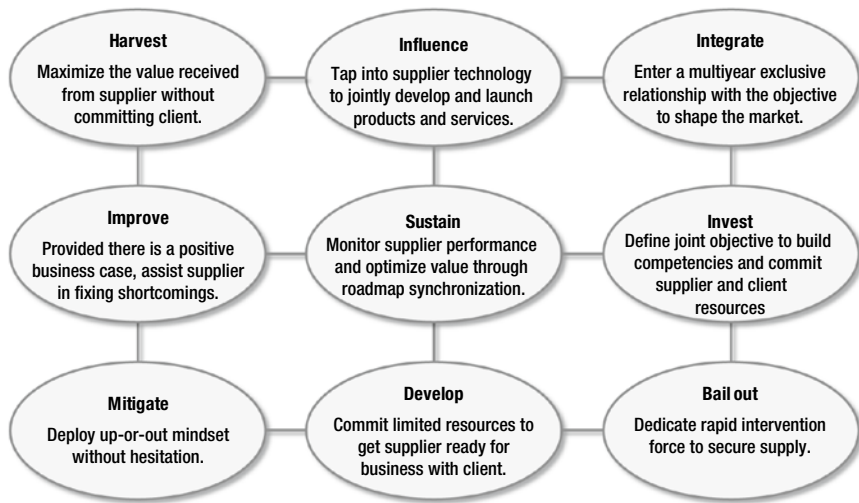 Harvest
Maximize the value received
from supplier without
committing client.
Influence
Tap into supplier technology
to jointly develop and launch
products and services.
Integrate
Enter a multiyear exclusive
relationship with the objective
to shape the market.
Improve
Provided there is a positive
business case, assist supplier
in fixing shortcomings.
Sustain
Monitor supplier performance
and optimize value through
roadmap synchronization.
Invest
Define joint objective to build
competencies and commit
supplier and client
resources
Mitigate
Deploy up-or-out mindset
without hesitation.
Develop
Commit limited resources to
get supplier ready for
business with client.
Bail out
Dedicate rapid intervention
force to secure supply.